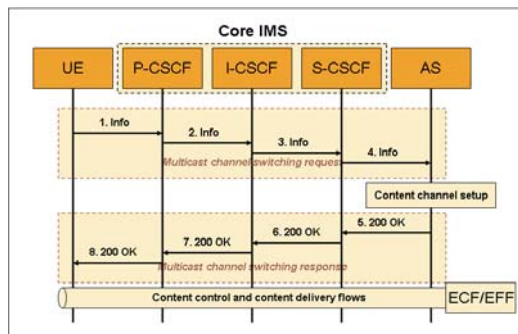 Core IMS
UE
P-CSCF
I-CSCF
S-CSCF
AS
1. Info
2. Info
3. Info
4. Info
Multicast channel switching request
Content channel setup
5. 200 OK
6. 200 OK
7. 200 OK
8. 200 OK
Multicast channel switching response
Content control and content delivery flows
ECF/EFF